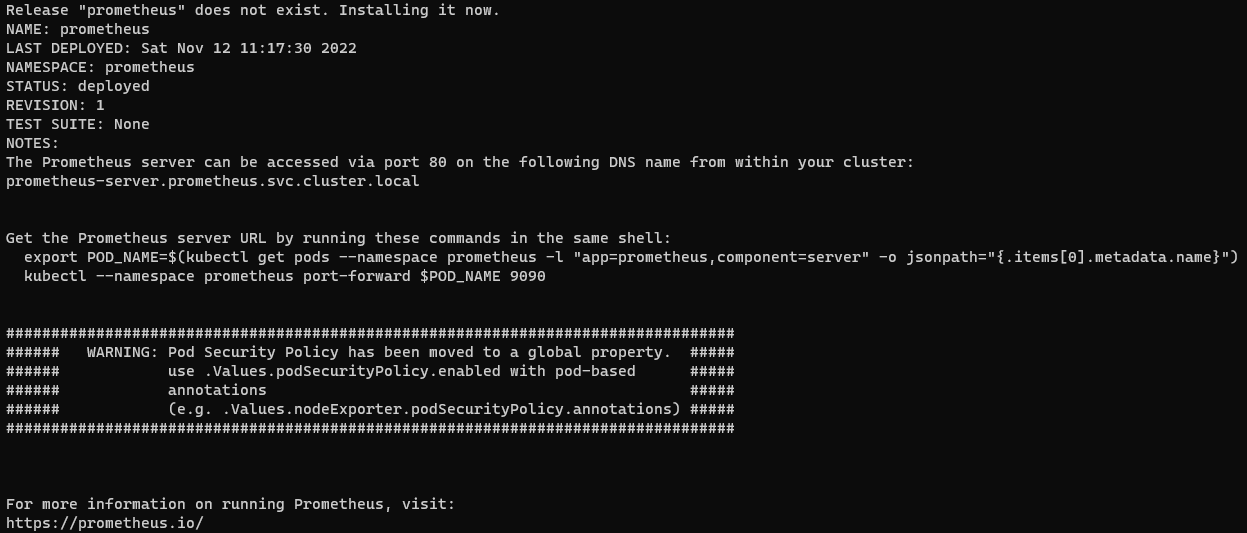 Release "prometheus" does not exist. Installing it now.
NAME: prometheus
LAST DEPLOYED: Sat Nov 12 11:17:30 2022
NAMESPACE: prometheus
STATUS: deployed
REVISION: 1
TEST SUITE: None
NOTES:
The Prometheus server can be accessed via port 80 on the following DNS name from within your cluster:
prometheus-server.prometheus.svc.cluster.local
Get the Prometheus server URL by running these commands in the same shell:
  export POD_NAME=$(kubectl get pods --namespace prometheus -l "app=prometheus,component=server" -o jsonpath="{.items[0].metadata.name}")
  kubectl --namespace prometheus port-forward $POD_NAME 9090
#################################################################################
######   WARNING: Pod Security Policy has been moved to a global property.  #####
######            use .Values.podSecurityPolicy.enabled with pod-based      #####
######            annotations                                               #####
######            (e.g. .Values.nodeExporter.podSecurityPolicy.annotations) #####
#################################################################################
For more information on running Prometheus, visit:
https://prometheus.io/